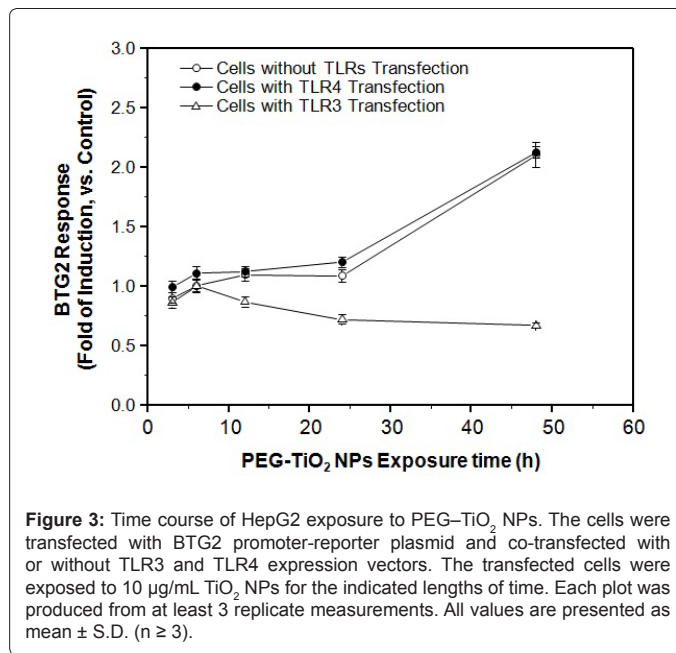 3.0
Cells without TLRs Transfection
Cells with TLR4 Transfection
Cells with TLR3 Transfection
2.5
2.0
1.5
1.0
0.5
0.0
BTG2 Response
(Fold of Induction, vs. Control)
0 10 20 30 40 50 60
PEG-TiO₂ NPs Exposure time (h)
Figure 3: Time course of HepG2 exposure to PEG–TiO₂ NPs. The cells were
transfected with BTG2 promoter-reporter plasmid and co-transfected with
or without TLR3 and TLR4 expression vectors. The transfected cells were
exposed to 10 µg/mL TiO₂ NPs for the indicated lengths of time. Each plot was
produced from at least 3 replicate measurements. All values are presented as
mean ± S.D. (n ≥ 3).